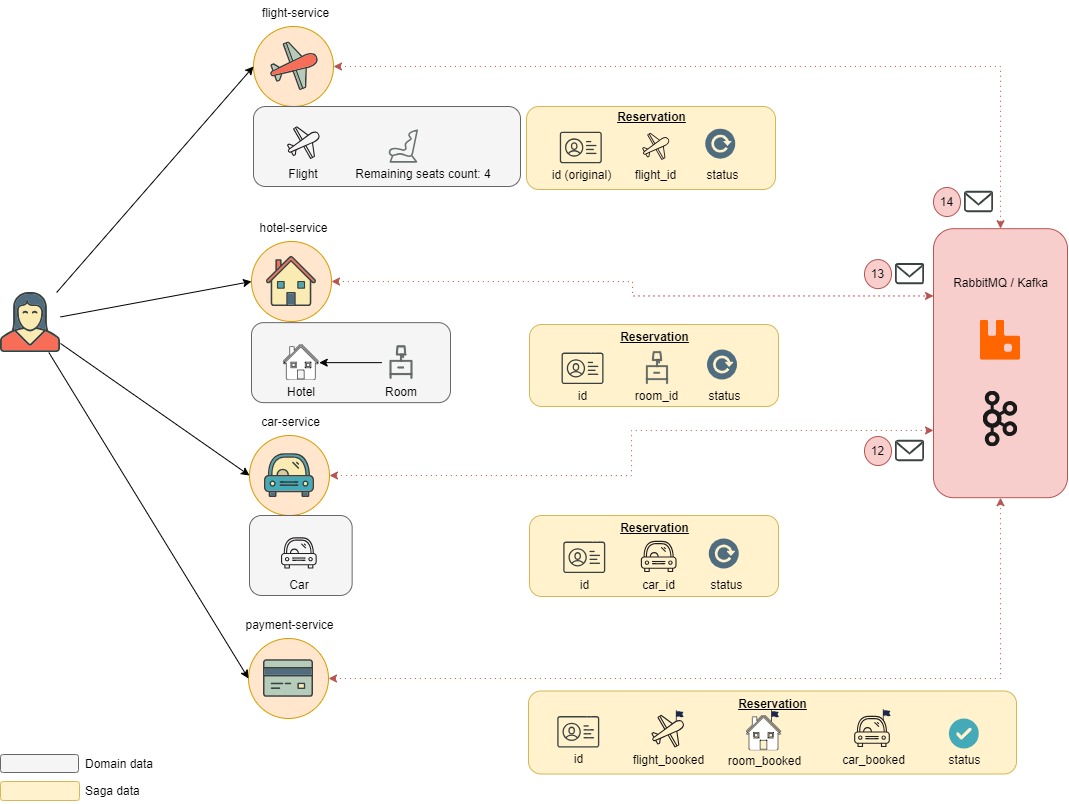 flight-service
Flight
Remaining seats count: 4
Reservation
id (original)
flight_id
status
14
hotel-service
13
RabbitMQ / Kafka
Hotel
Room
Reservation
id
room_id
status
car-service
12
Car
Reservation
id
car_id
status
payment-service
Reservation
id
flight_booked
room_booked
car_booked
status
Domain data
Saga data